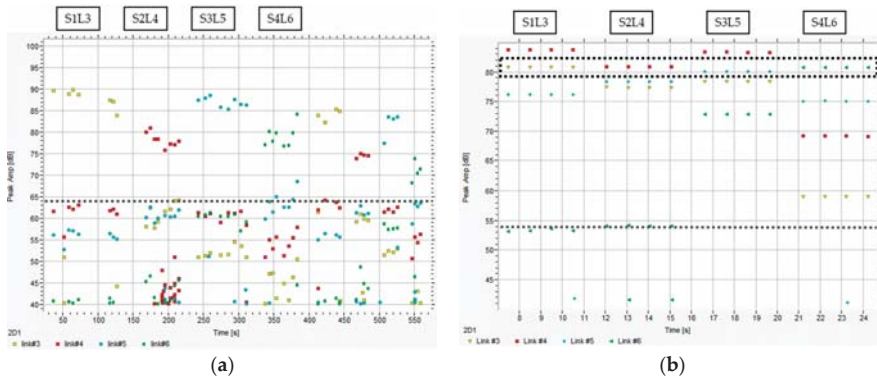 S1L3 S2L4 S3L5 S4L6
Peak Amp [dB]
100
95
90
85
80
75
70
65
60
55
50
45
40
50 100 150 200 250 300 350 400 450 500 550
Time [s]
2D1
link#3 link#4 link#5 link#6
(a)
S1L3 S2L4 S3L5 S4L6
Peak Amp [dB]
80
75
70
65
60
55
50
45
8 9 10 11 12 13 14 15 16 17 18 19 20 21 22 23 24
Time [s]
2D1
Link #3 Link #4 Link #5 Link #6
(b)